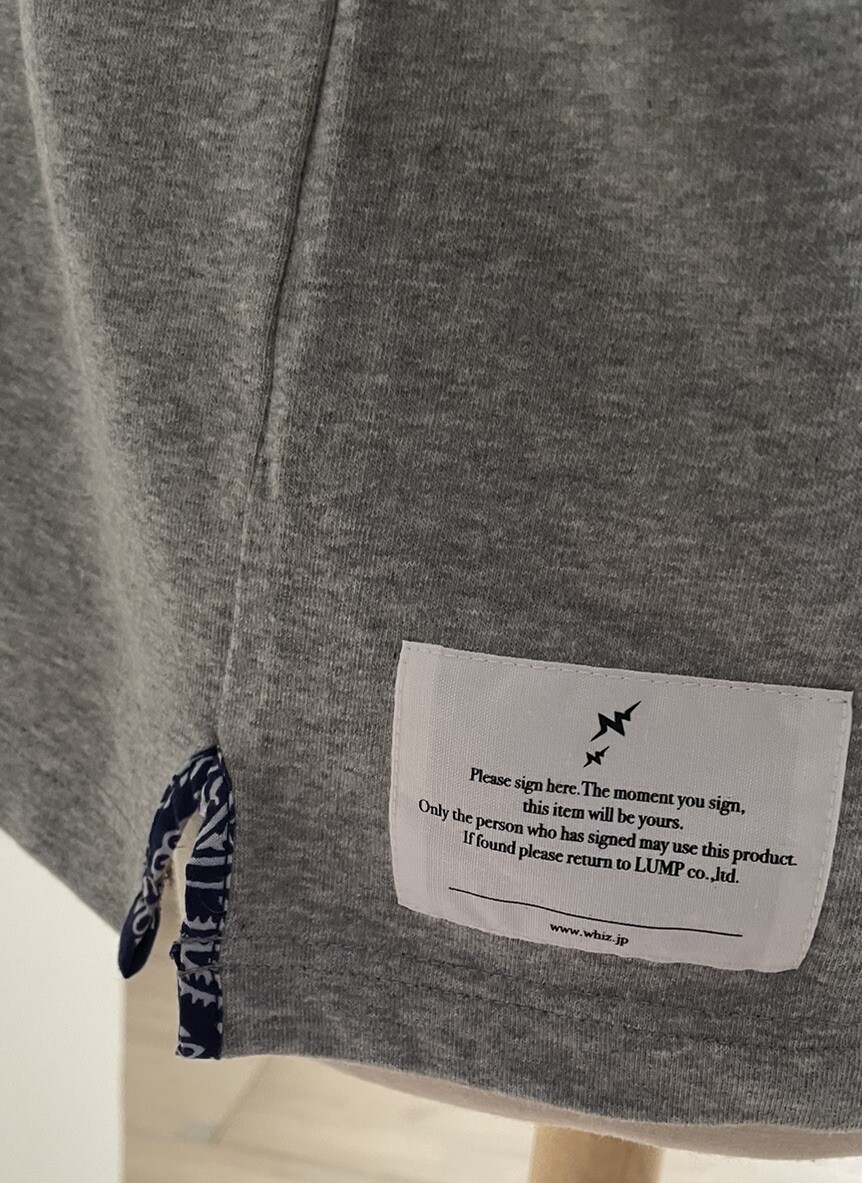 Please sign here. The moment you sign,
this item will be yours.
Only the person who has signed may use this product.
If found please return to LUMP co.,ltd.
www.whiz.jp